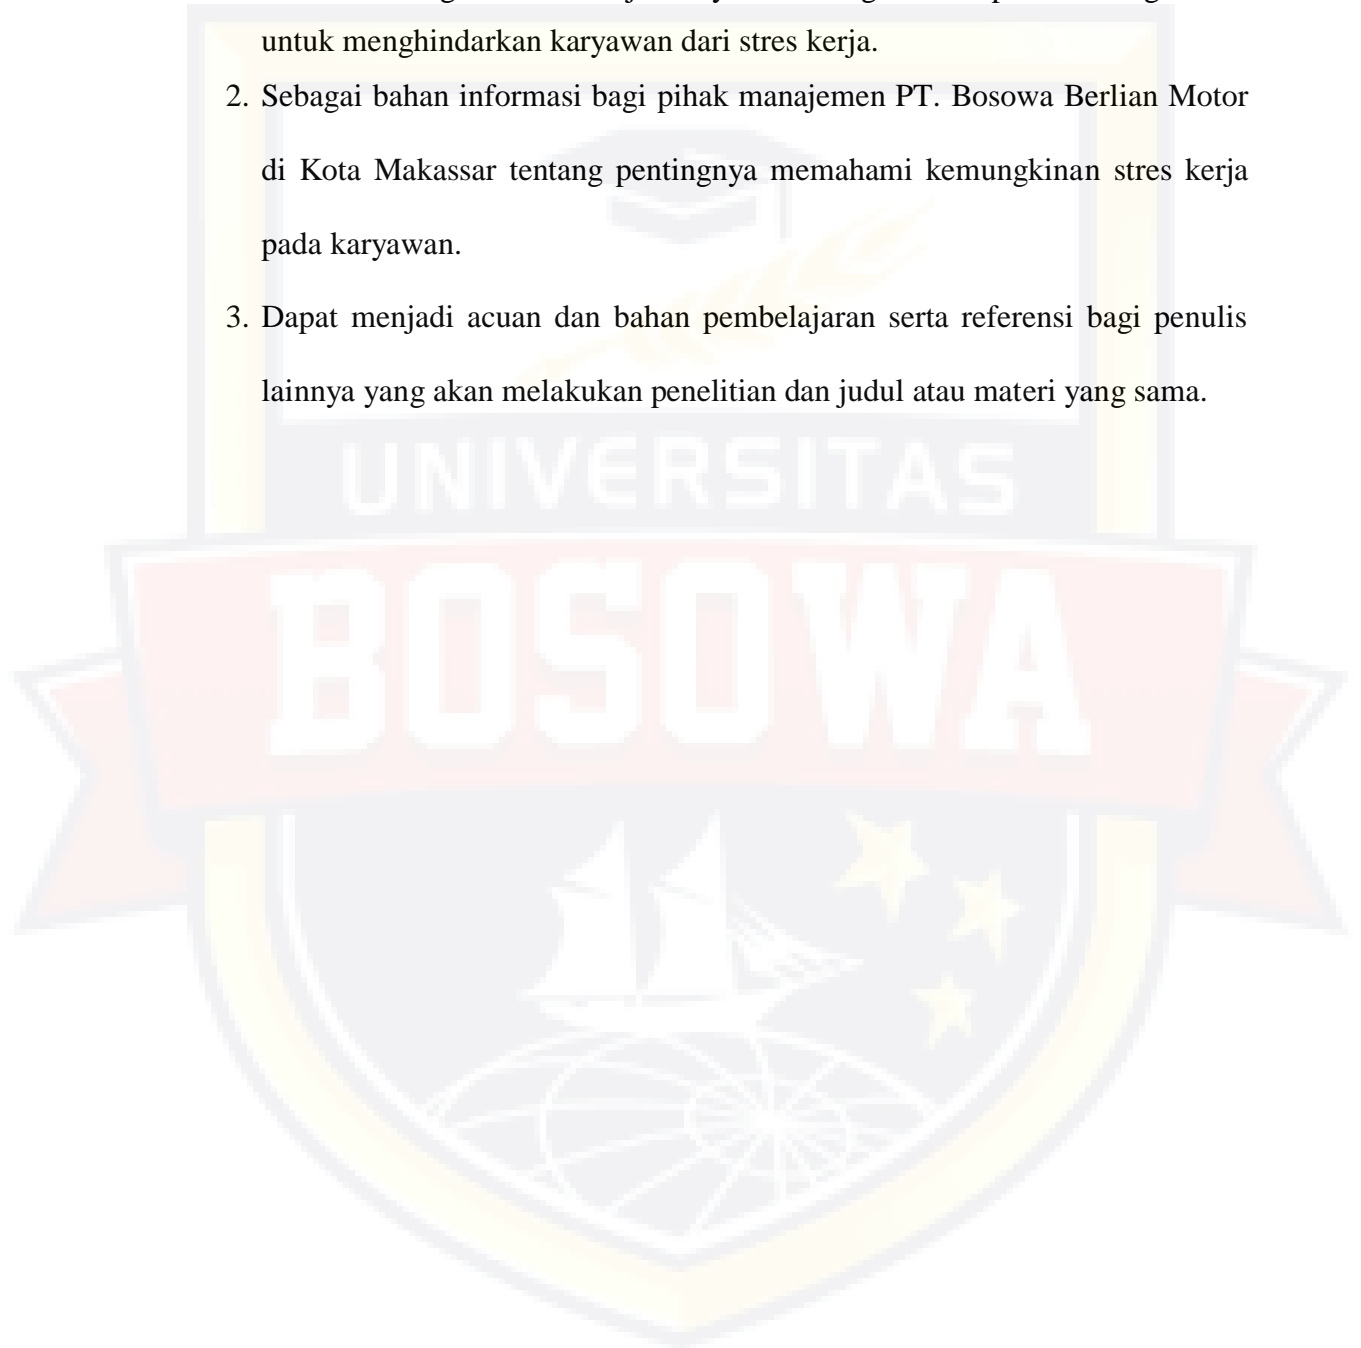 untuk menghindarkan karyawan dari stres kerja.
2. Sebagai bahan informasi bagi pihak manajemen PT. Bosowa Berlian Motor
di Kota Makassar tentang pentingnya memahami kemungkinan stres kerja
pada karyawan.
3. Dapat menjadi acuan dan bahan pembelajaran serta referensi bagi penulis
lainnya yang akan melakukan penelitian dan judul atau materi yang sama.
UNIVERSITAS
BOSOWA